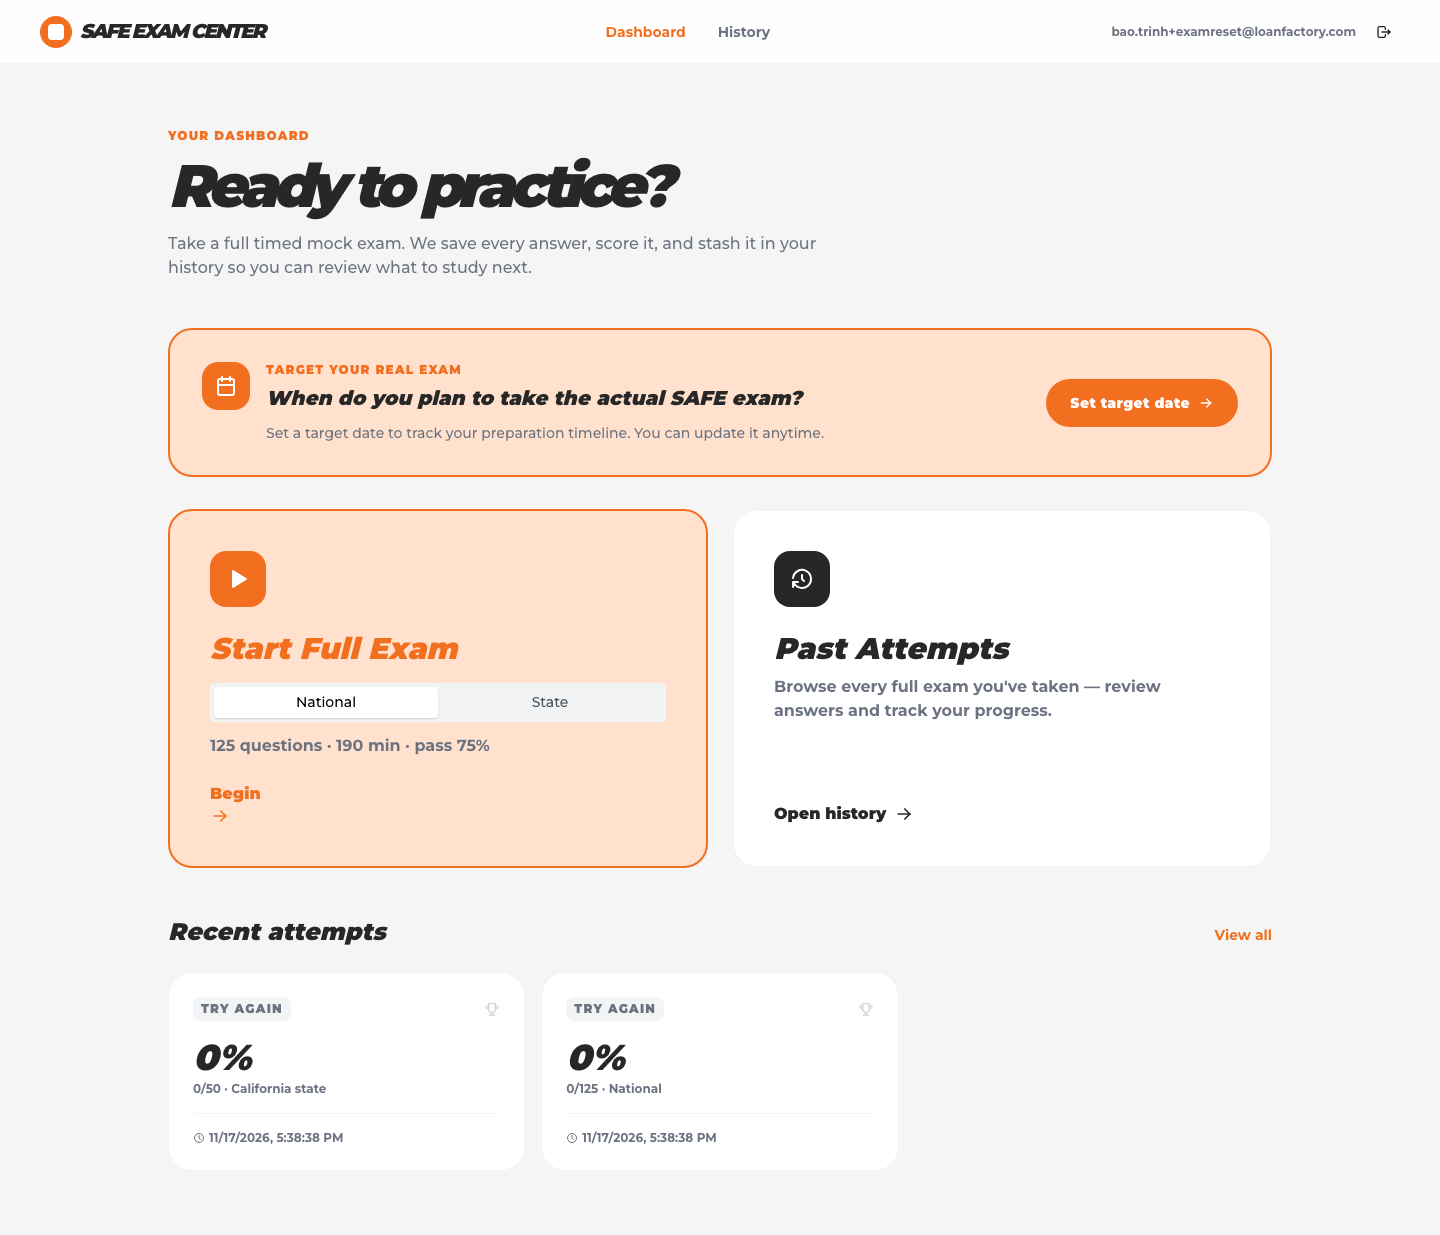 SAFE EXAM CENTER
Dashboard
History
bao.trinh+examreset@loanfactory.com
YOUR DASHBOARD
Ready to practice?
Take a full timed mock exam. We save every answer, score it, and stash it in your
history so you can review what to study next.
TARGET YOUR REAL EXAM
When do you plan to take the actual SAFE exam?
Set a target date to track your preparation timeline. You can update it anytime.
Set target date
Start Full Exam
National
State
125 questions · 190 min · pass 75%
Begin
Past Attempts
Browse every full exam you've taken — review
answers and track your progress.
Open history
Recent attempts
View all
TRY AGAIN
0%
0/50 · California state
11/17/2026, 5:38:38 PM
TRY AGAIN
0%
0/125 · National
11/17/2026, 5:38:38 PM